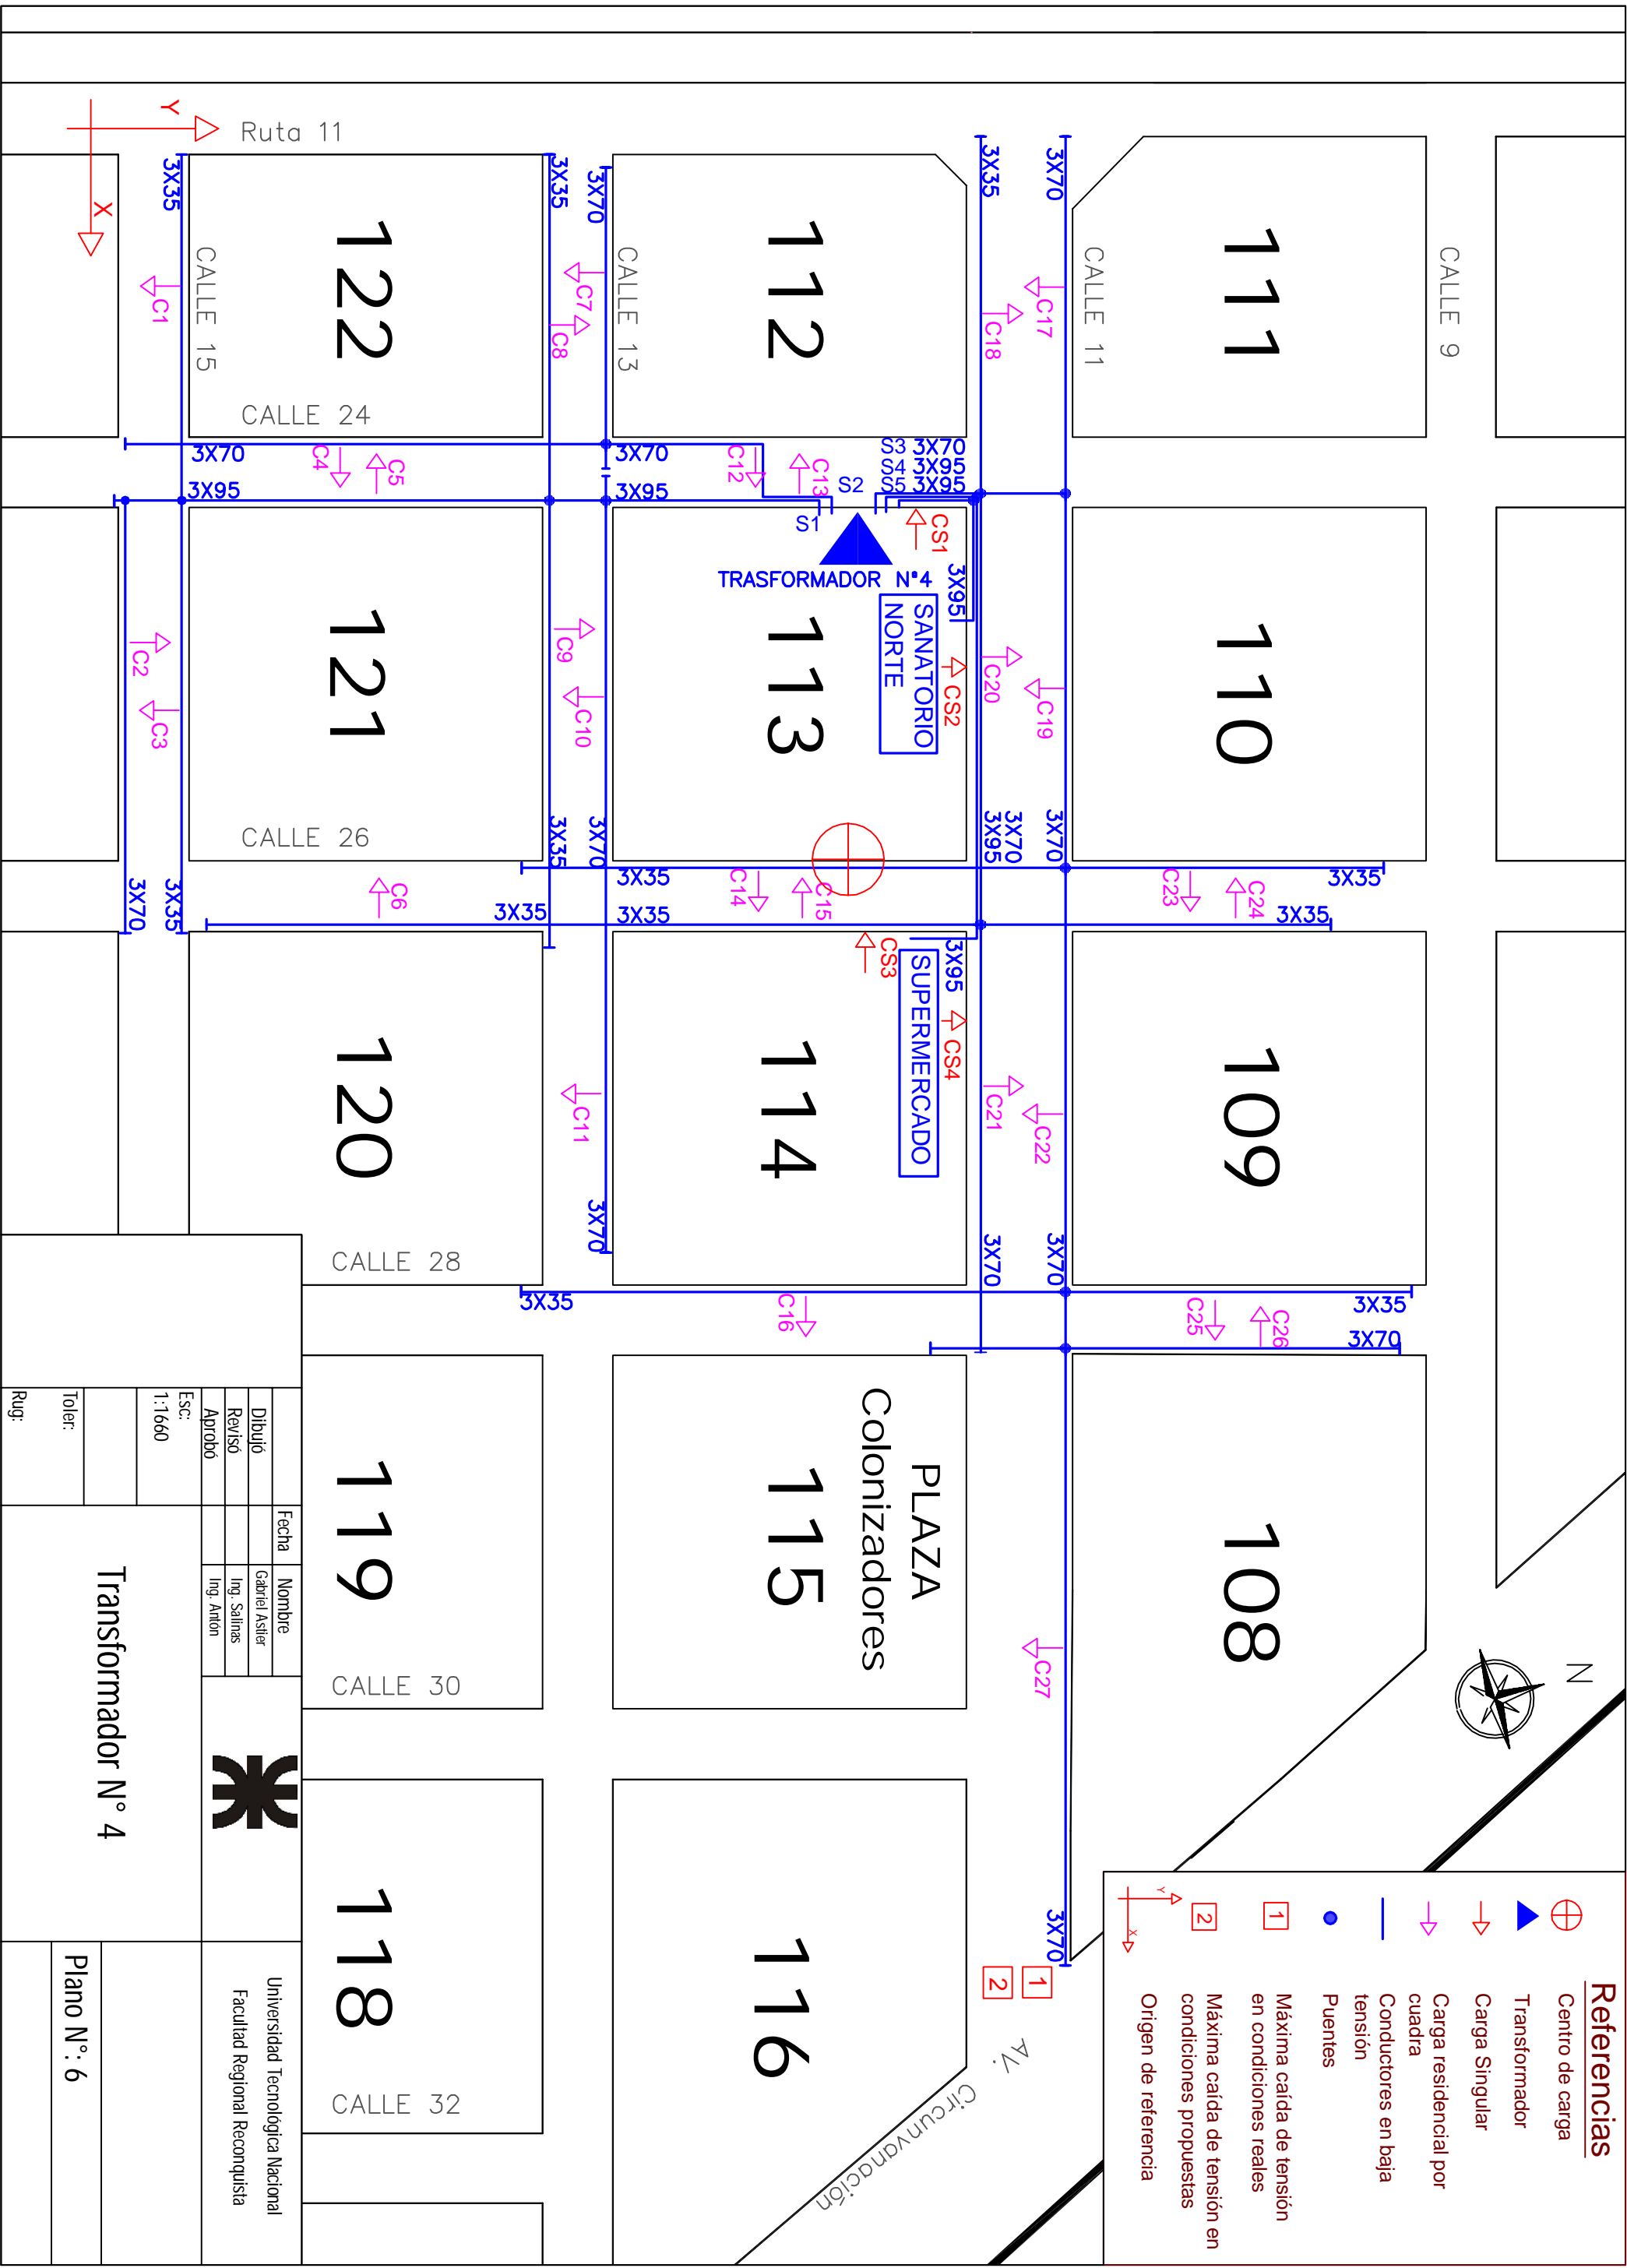 Ruta 11
Y
X
CALLE 9
CALLE 11
CALLE 13
CALLE 15
CALLE 24
CALLE 26
CALLE 28
CALLE 30
CALLE 32
AV. Circunvanación
N
111
110
109
108
112
113
114
PLAZA
Colonizadores
115
116
122
121
120
119
118
3X70
3X35
3X70
3X35
3X35
C17
C18
C7
C8
C1
S3 3X70
S4 3X95
S5 3X95
S2
S1
3X70
3X95
3X70
3X95
C12
C13
C4
C5
CS1
TRASFORMADOR N°4
3X95
SANATORIO
NORTE
CS2
C19
C20
C9
C10
C2
C3
3X70
3X70
3X95
3X70
3X35
3X35
3X70
3X35
3X35
3X35
3X35
3X35
C23
C24
C14
C15
C6
CS3
3X95
SUPERMERCADO
CS4
C21
C22
C11
3X70
3X70
3X70
3X35
3X35
3X70
C25
C26
C16
C27
3X70
1
2
Referencias
Centro de carga
Transformador
Carga Singular
Carga residencial por
cuadra
Conductores en baja
tensión
Puentes
1
Máxima caída de tensión
en condiciones reales
2
Máxima caída de tensión en
condiciones propuestas
Y
X
Origen de referencia
Fecha
Nombre
Dibujó
Gabriel Astier
Revisó
Ing. Salinas
Aprobó
Ing. Antón
Esc:
1:1660
Toler:
Rug:
Transformador N° 4
Universidad Tecnológica Nacional
Facultad Regional Reconquista
Plano N°: 6